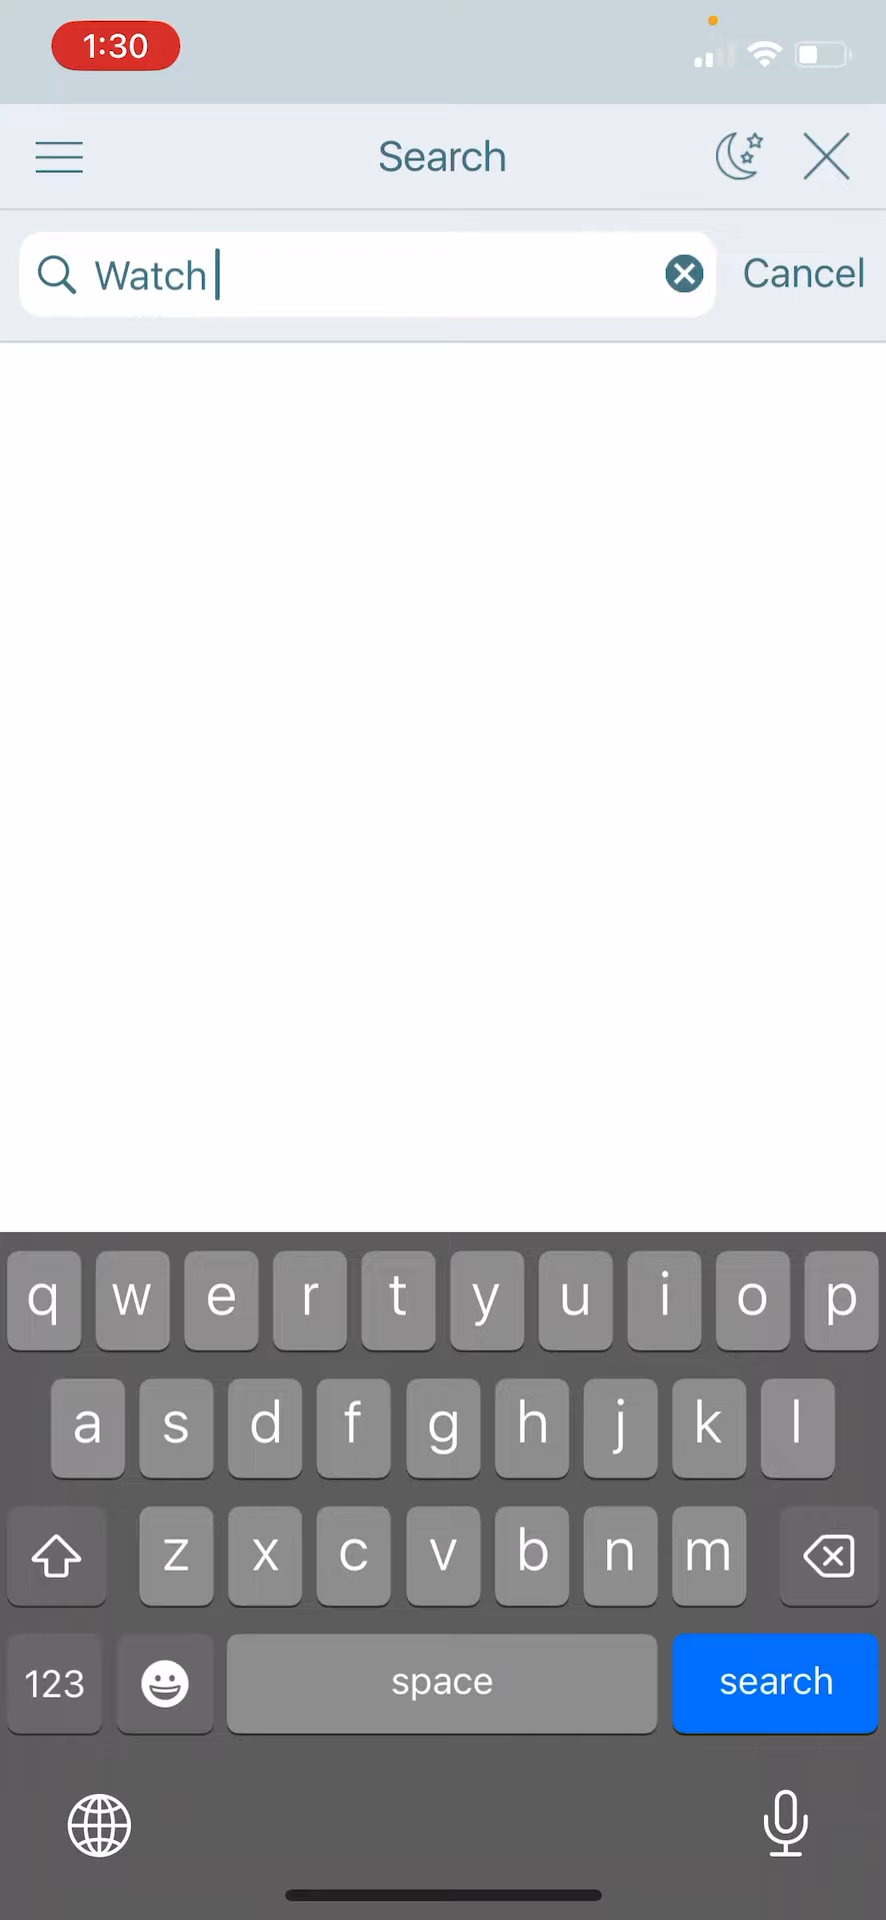 1:30
Search
Watch Cancel
q w e r t y u i o p
a s d f g h j k l
z x c v b n m
123 space search